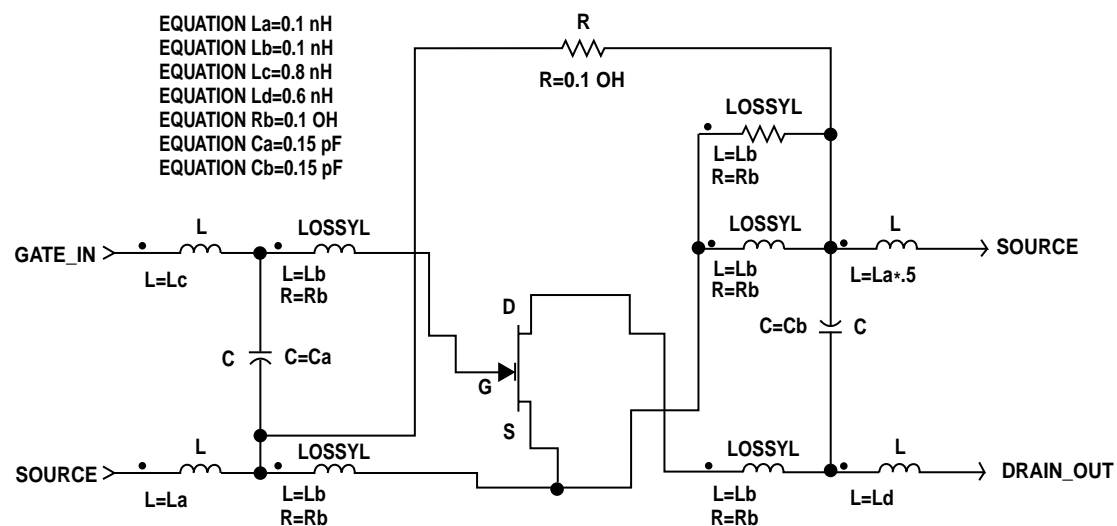 EQUATION La=0.1 nH
EQUATION Lb=0.1 nH
EQUATION Lc=0.8 nH
EQUATION Ld=0.6 nH
EQUATION Rb=0.1 OH
EQUATION Ca=0.15 pF
EQUATION Cb=0.15 pF
R
R=0.1 OH
LOSSYL
L=Lb
R=Rb
GATE_IN
L
L=Lc
LOSSYL
L=Lb
R=Rb
LOSSYL
L=Lb
R=Rb
L
L=La*.5
SOURCE
C
C=Ca
D
G
S
C=Cb
C
SOURCE
L
L=La
LOSSYL
L=Lb
R=Rb
LOSSYL
L=Lb
R=Rb
L
L=Ld
DRAIN_OUT